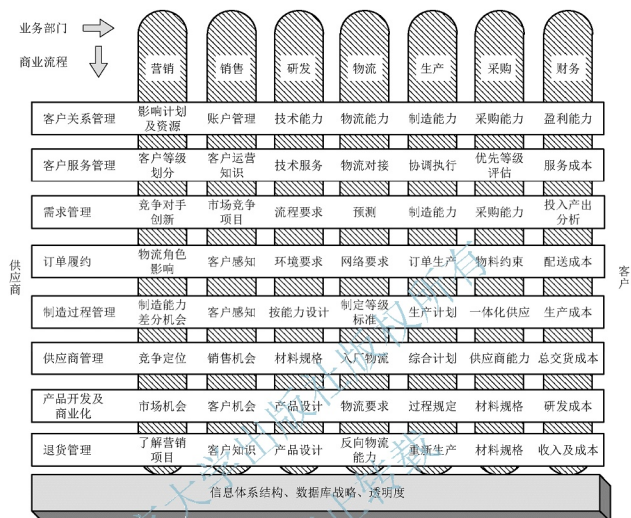 业务部门
商业流程
营销 销售 研发 物流 生产 采购 财务
客户关系管理 影响计划及资源 账户管理 技术能力 物流能力 制造能力 采购能力 盈利能力
客户服务管理 客户等级划分 客户运营知识 技术服务 物流对接 协调执行 优先等级评估 服务成本
需求管理 竞争对手创新 市场竞争项目 流程要求 预测 制造能力 采购能力 投入产出分析
订单履约 物流角色影响 客户感知 环境要求 网络要求 订单生产 物料约束 配送成本
供应商
客户
制造过程管理 制造能力差分机会 客户感知 按能力设计 制定等级标准 生产计划 一体化供应 生产成本
供应商管理 竞争定位 销售机会 材料规格 入厂物流 综合计划 供应商能力 总交货成本
产品开发及商业化 市场机会 客户机会 产品设计 物流要求 过程规定 材料规格 研发成本
退货管理 了解营销项目 客户知识 产品设计 反向物流能力 重新生产 材料规格 收入及成本
信息体系结构、数据库战略、透明度
大学出版社版权所有